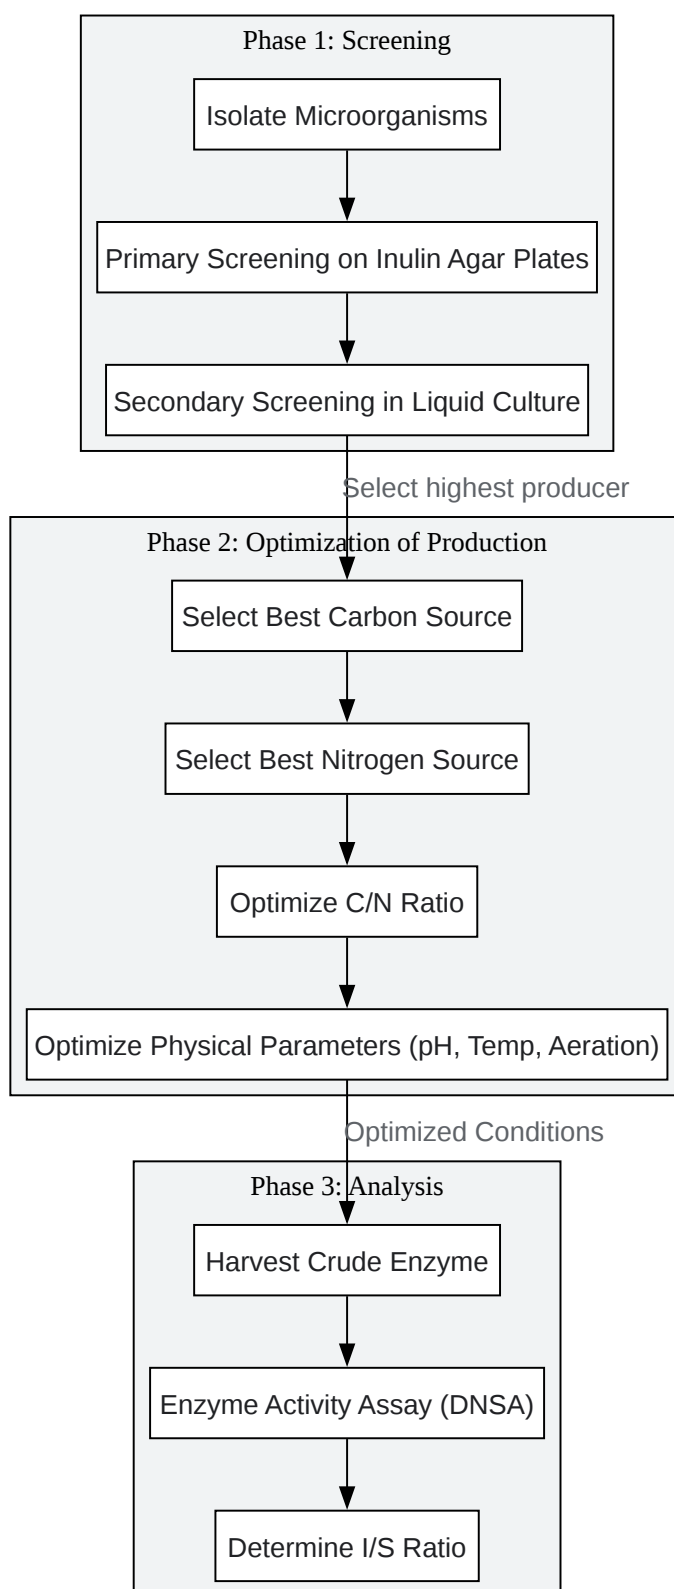 Phase 1: Screening
Isolate Microorganisms
Primary Screening on Inulin Agar Plates
Secondary Screening in Liquid Culture
Select highest producer
Phase 2: Optimization of Production
Select Best Carbon Source
Select Best Nitrogen Source
Optimize C/N Ratio
Optimize Physical Parameters (pH, Temp, Aeration)
Optimized Conditions
Phase 3: Analysis
Harvest Crude Enzyme
Enzyme Activity Assay (DNSA)
Determine I/S Ratio